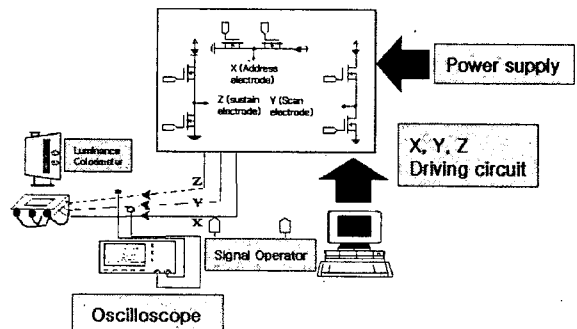 X (Address
electrode)
Z (sustain
electrode)
Y (Scan
electrode)
Power supply
Luminance
Colorimeter
X, Y, Z
Driving circuit
Z
Y
X
Signal Operator
Oscilloscope